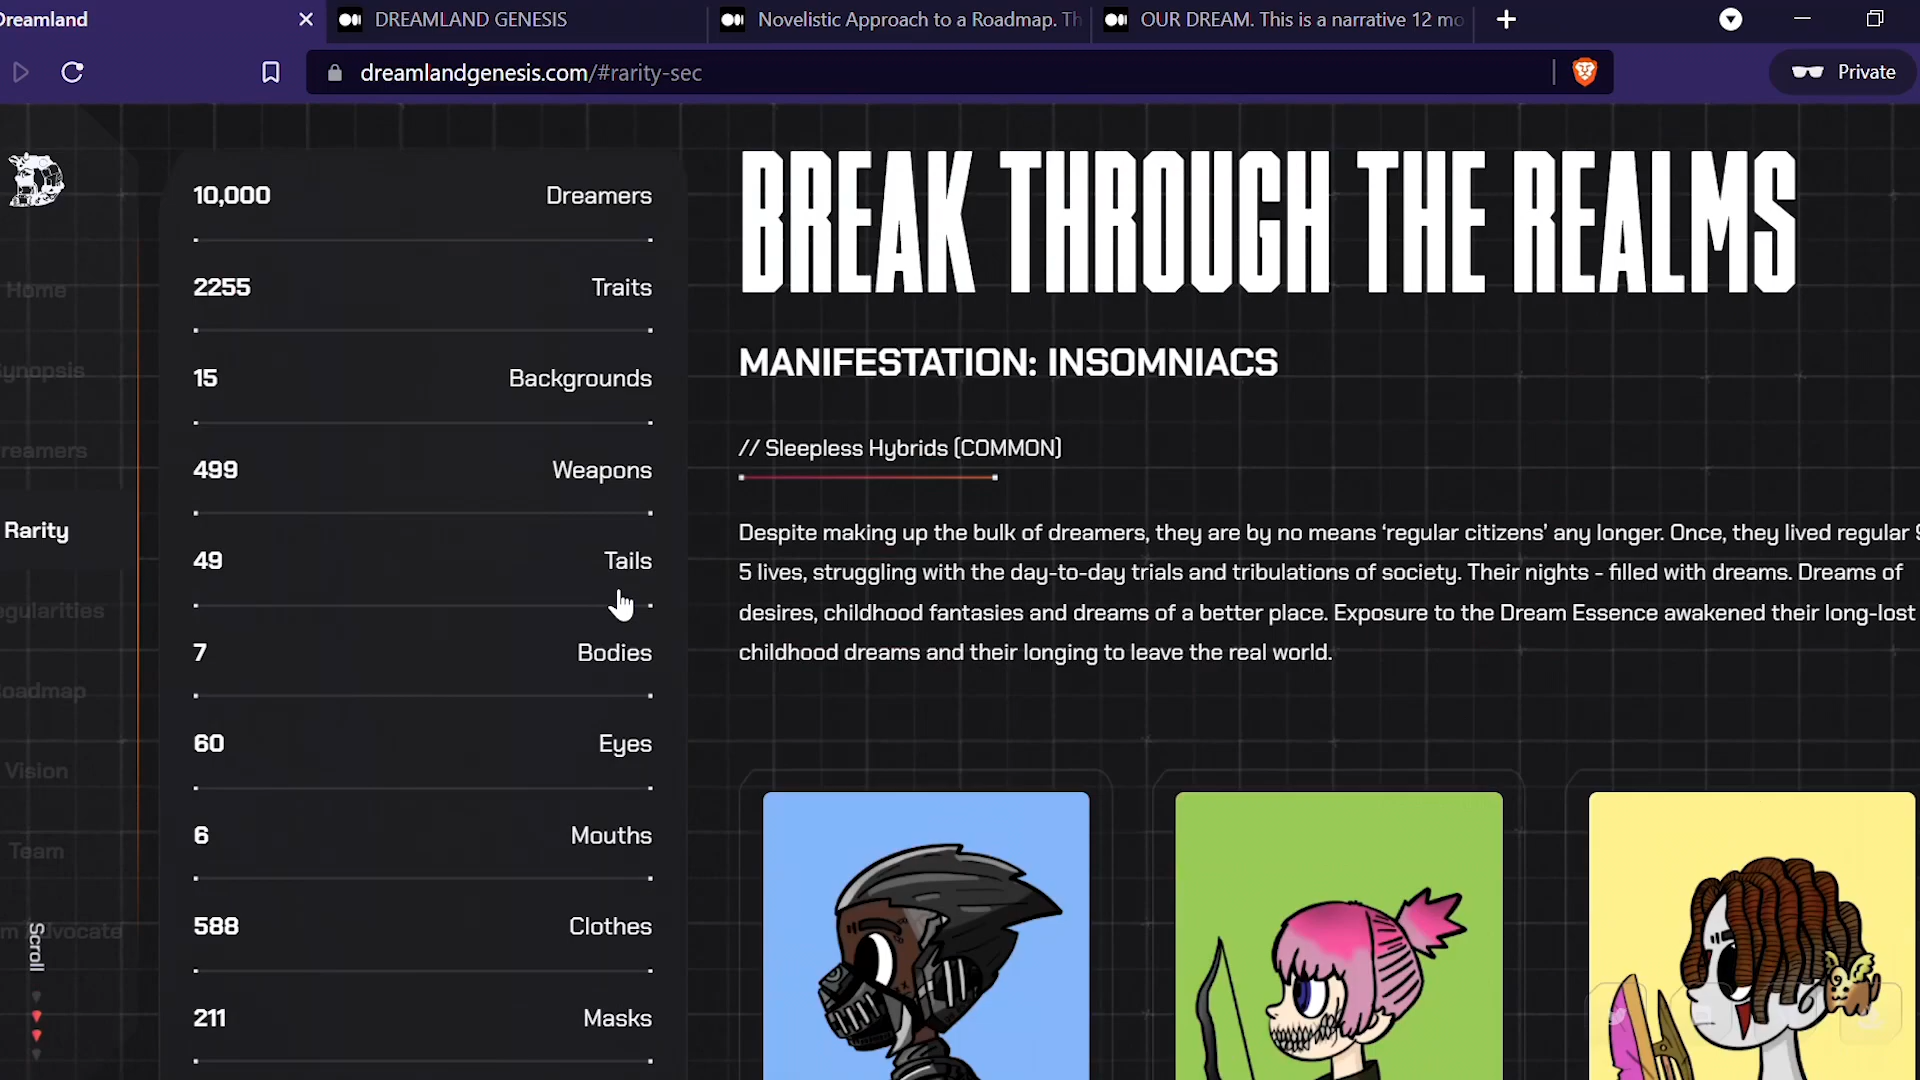 Dreamland
DREAMLAND GENESIS
Novelistic Approach to a Roadmap. Th
OUR DREAM. This is a narrative 12 mo
dreamlandgenesis.com/#rarity-sec
Private
Home
ynopsis
reamers
Rarity
egularities
oadmap
Vision
Team
m Advocate
Scroll
10,000 Dreamers
2255 Traits
15 Backgrounds
499 Weapons
49 Tails
7 Bodies
60 Eyes
6 Mouths
588 Clothes
211 Masks
BREAK THROUGH THE REALMS
MANIFESTATION: INSOMNIACS
// Sleepless Hybrids (COMMON)
Despite making up the bulk of dreamers, they are by no means ‘regular citizens’ any longer. Once, they lived regular 9
5 lives, struggling with the day-to-day trials and tribulations of society. Their nights - filled with dreams. Dreams of
desires, childhood fantasies and dreams of a better place. Exposure to the Dream Essence awakened their long-lost
childhood dreams and their longing to leave the real world.